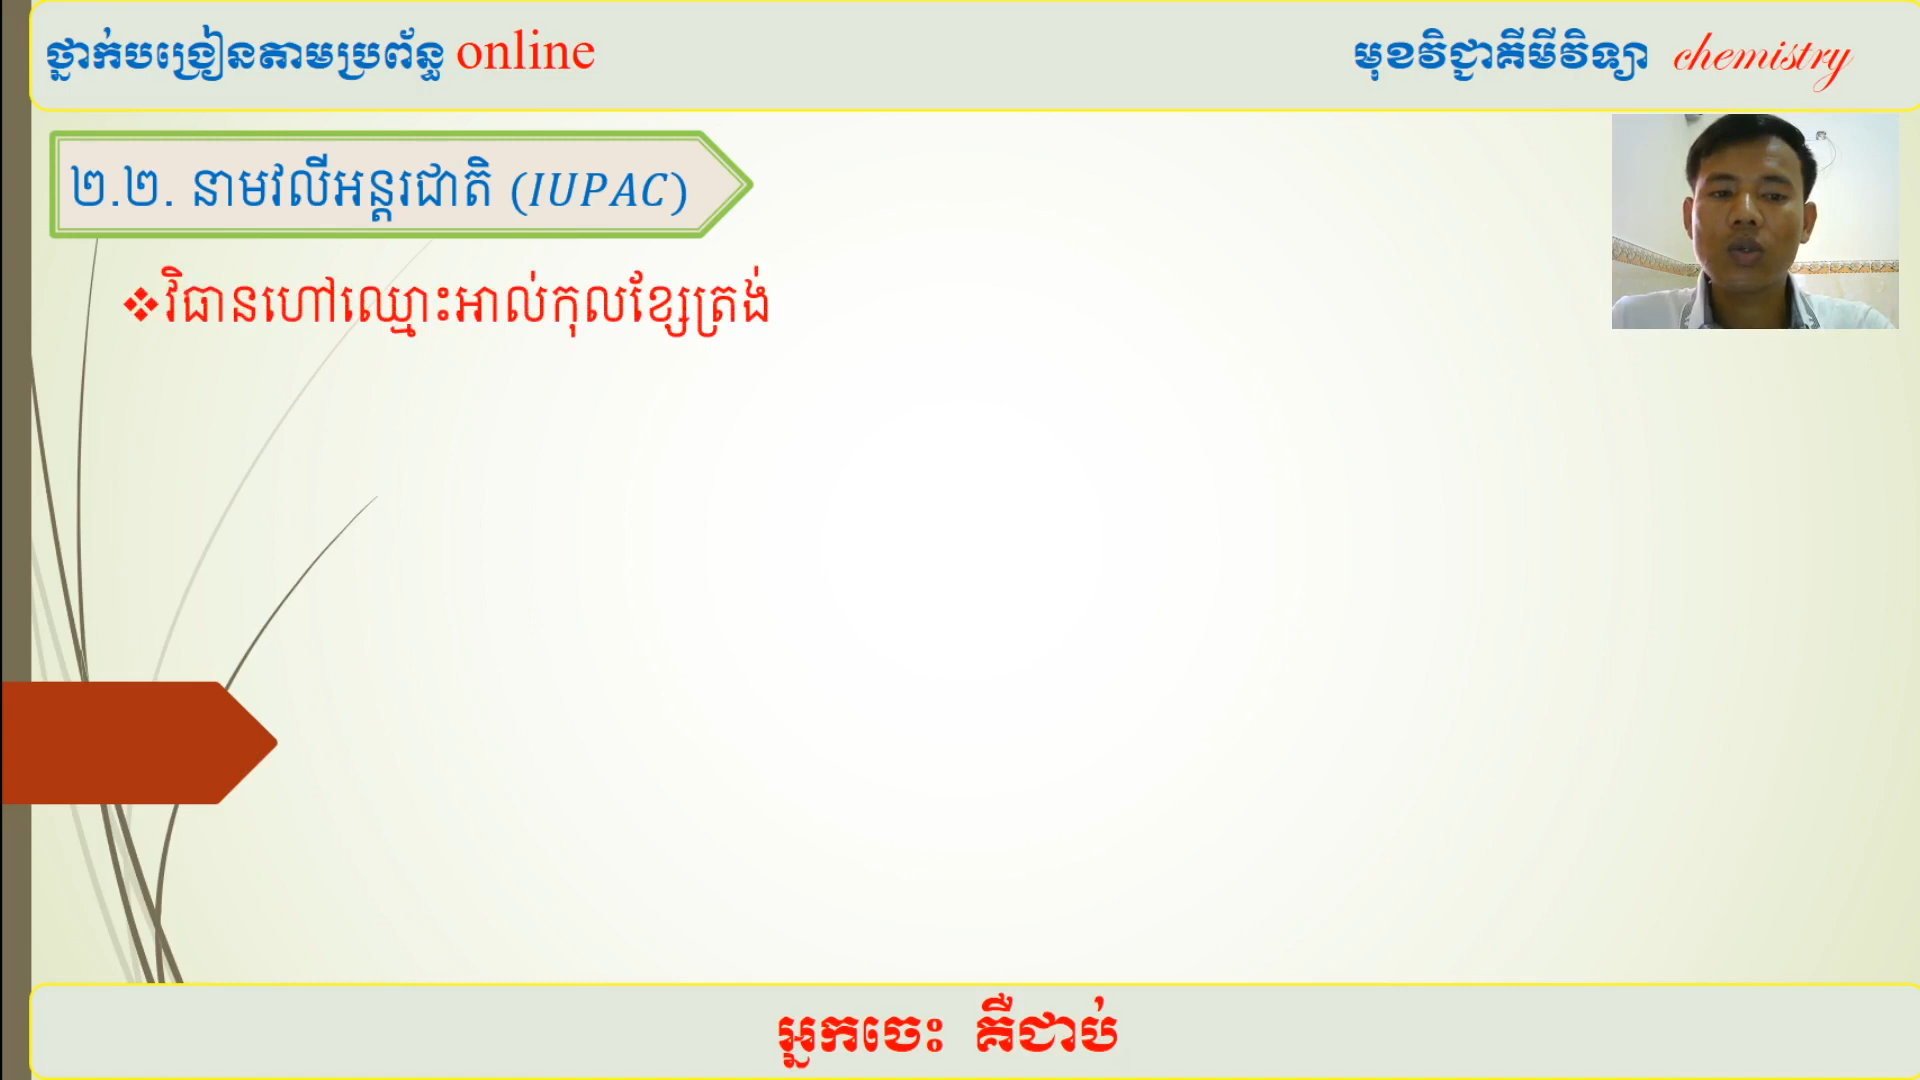 ថ្នាក់បង្រៀនតាមប្រព័ន្ធ online
មុខវិជ្ជាគីមីវិទ្យា chemistry
២.២. នាមវលីអន្តរជាតិ (IUPAC)
❖វិធានហៅឈ្មោះអាល់កុលខ្សែត្រង់
អ្នកចេះ គឺជាប់